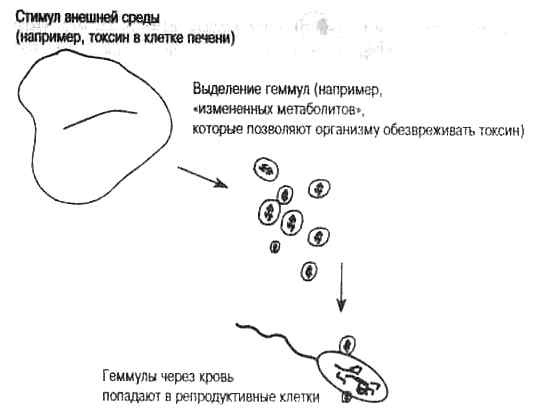 Стимул внешней среды
(например, токсин в клетке печени)
Выделение геммул (например,
«измененных метаболитов»,
которые позволяют организму обезвреживать токсин)
Геммулы через кровь
попадают в репродуктивные клетки